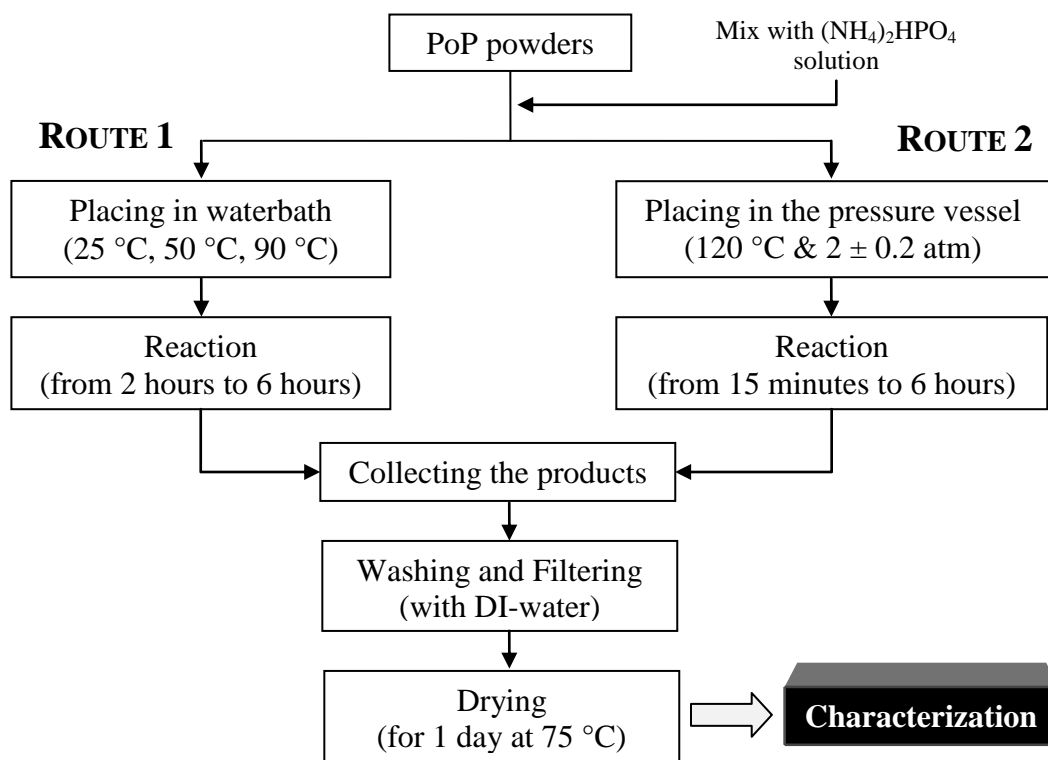 PoP powders
Mix with (NH₄)₂HPO₄
solution
ROUTE 1
ROUTE 2
Placing in waterbath
(25 °C, 50 °C, 90 °C)
Placing in the pressure vessel
(120 °C & 2 ± 0.2 atm)
Reaction
(from 2 hours to 6 hours)
Reaction
(from 15 minutes to 6 hours)
Collecting the products
Washing and Filtering
(with DI-water)
Drying
(for 1 day at 75 °C)
Characterization